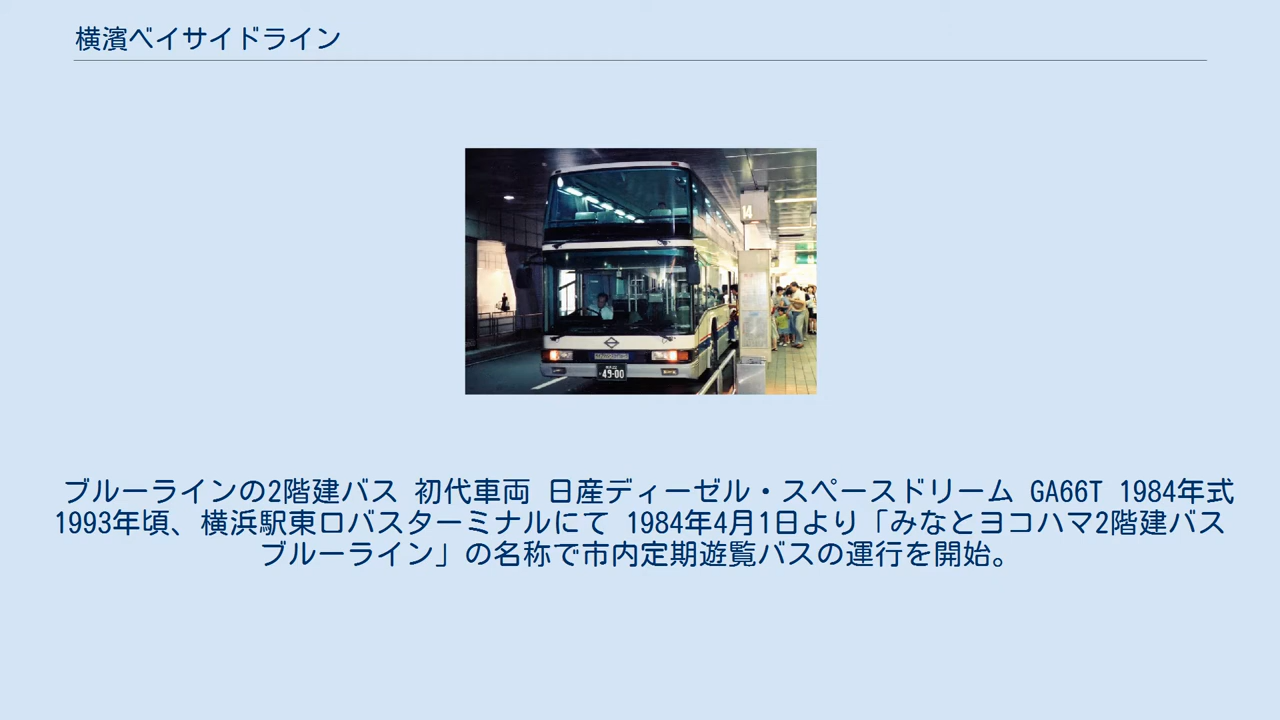 横濱ベイサイドライン
14
49-00
ブルーラインの2階建バス 初代車両 日産ディーゼル・スペースドリーム GA66T 1984年式
1993年頃、横浜駅東口バスターミナルにて 1984年4月1日より「みなとヨコハマ2階建バス
ブルーライン」の名称で市内定期遊覧バスの運行を開始。